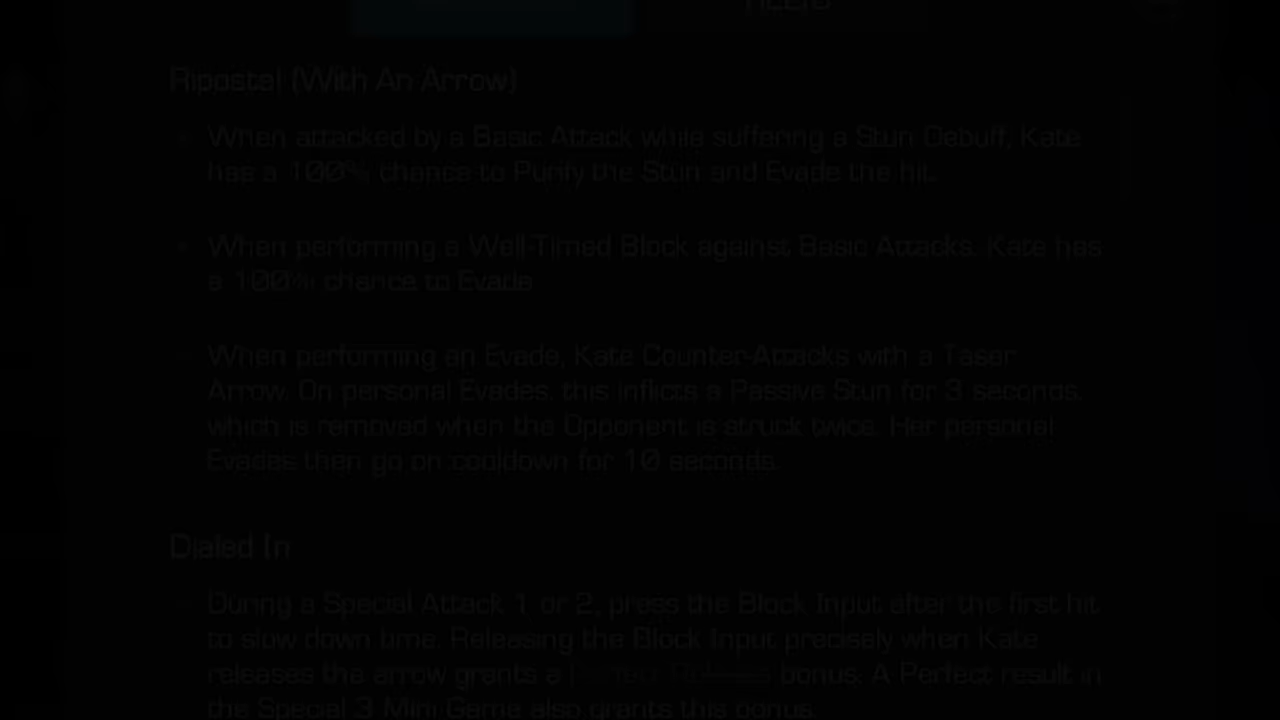 Riposte! (With An Arrow)
When attacked by a Basic Attack while suffering a Stun Debuff, Kate
has a 100% chance to Purify the Stun and Evade the hit.
When performing a Well-Timed Block against Basic Attacks, Kate has
a 100% chance to Evade
When performing an Evade, Kate Counter-Attacks with a Taser
Arrow. On personal Evades, this inflicts a Passive Stun for 3 seconds,
which is removed when the Opponent is struck twice. Her personal
Evades then go on cooldown for 10 seconds.
Dialed In
During a Special Attack 1 or 2, press the Block Input after the first hit
to slow down time. Releasing the Block Input precisely when Kate
releases the arrow grants a bonus. A Perfect result in
the Special 3 Mini Game also grants this bonus